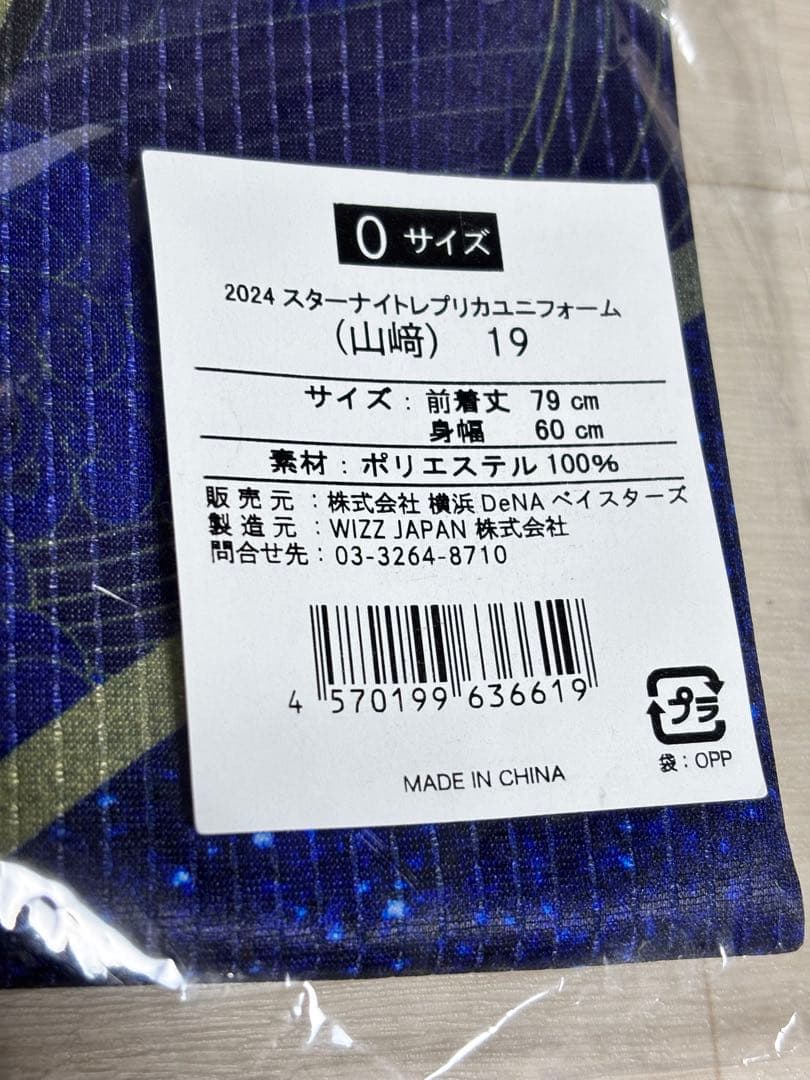 O サイズ
2024 スターナイトレプリカユニフォーム
（山﨑） 19
サイズ：前着丈 79 cm
身幅 60 cm
素材：ポリエステル 100%
販売元：株式会社 横浜 DeNA ベイスターズ
製造元：WIZZ JAPAN 株式会社
問合せ先：03-3264-8710
4 570199 636619
プラ
袋：OPP
MADE IN CHINA